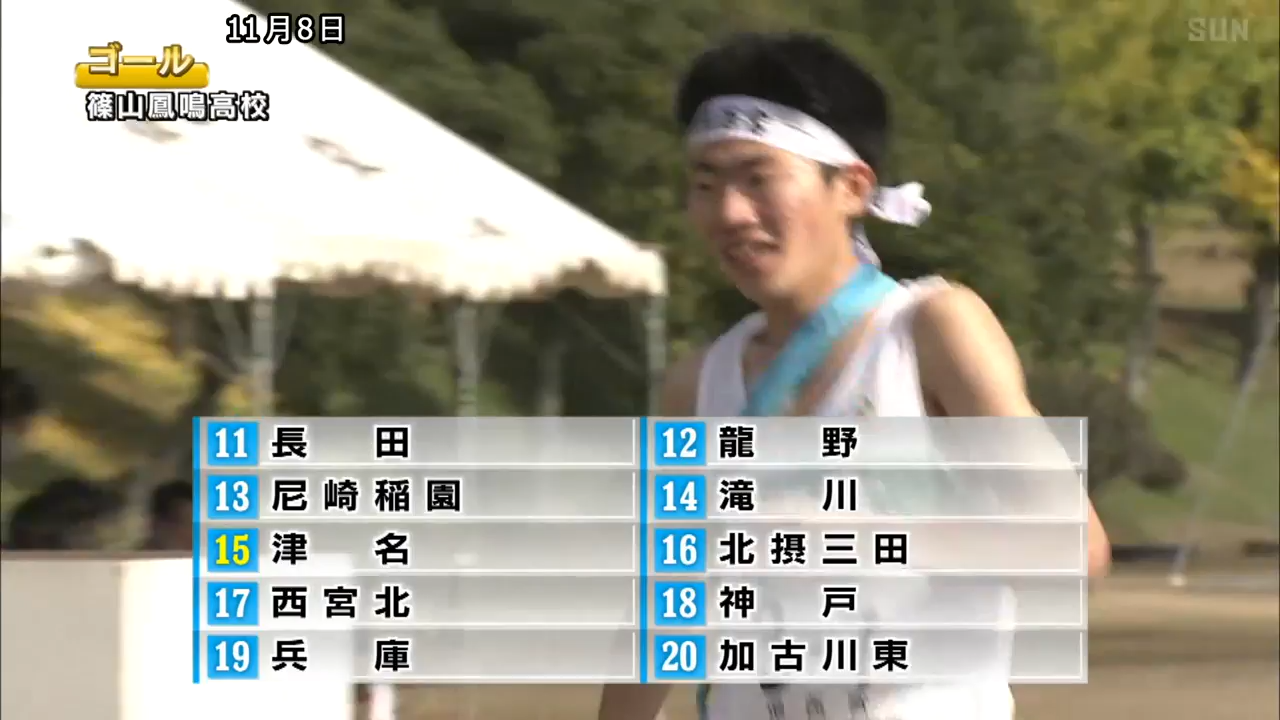 11月8日
SUN
ゴール
篠山鳳鳴高校
11 長田
12 龍野
13 尼崎稲園
14 滝川
15 津名
16 北摂三田
17 西宮北
18 神戸
19 兵庫
20 加古川東